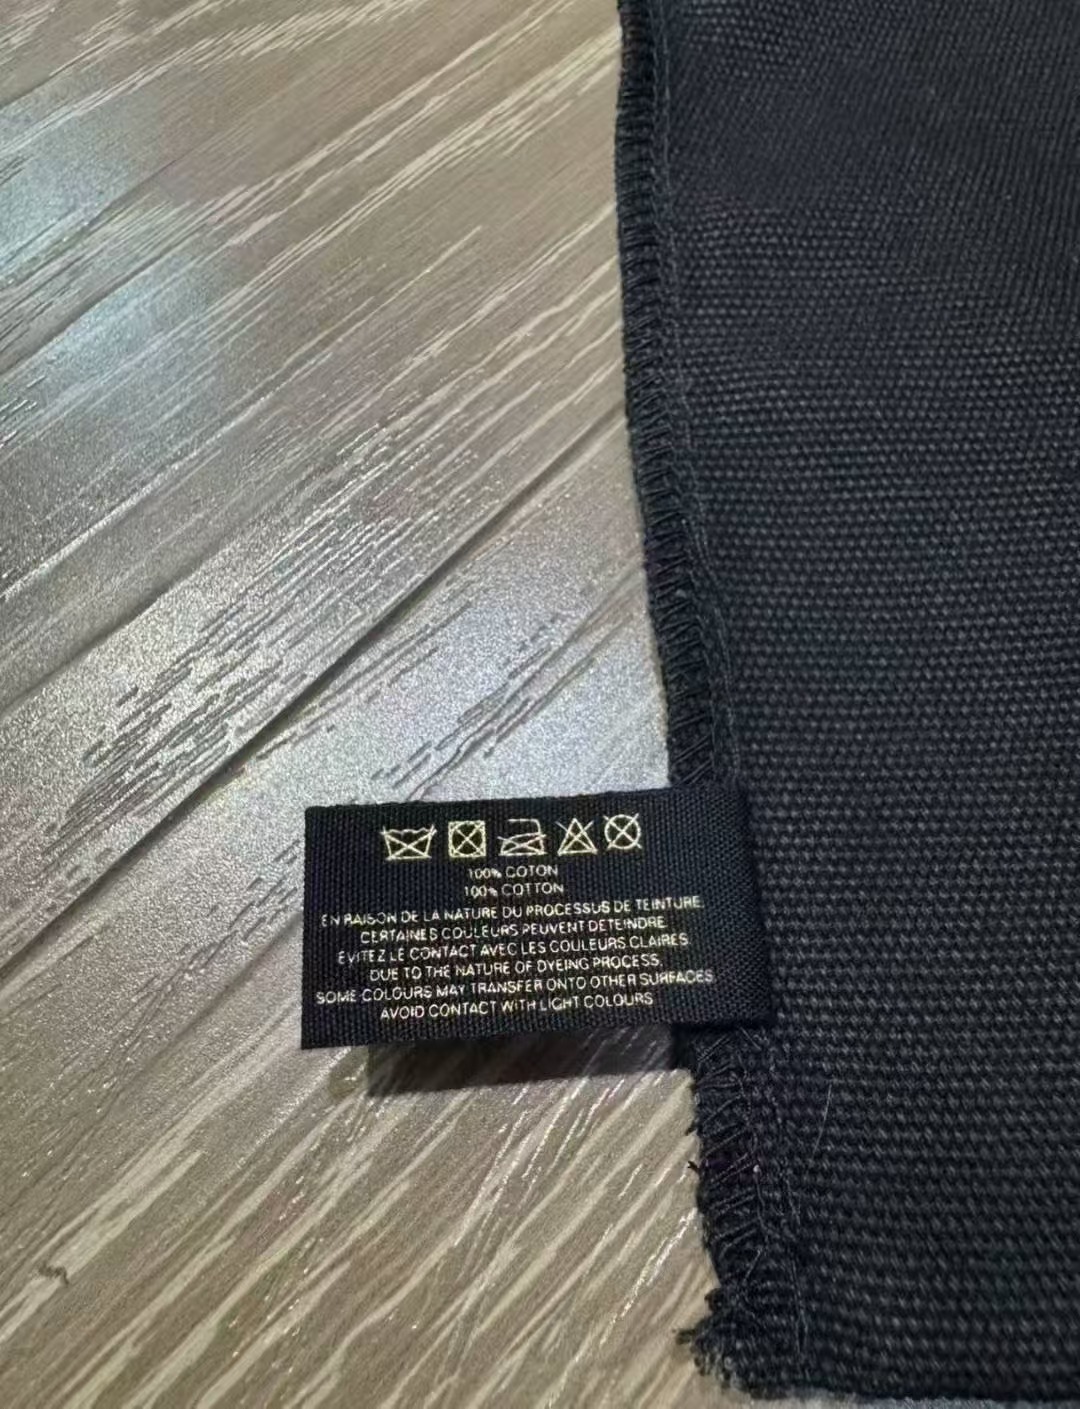 100% COTON
100% COTTON
EN RAISON DE LA NATURE DU PROCESSUS DE TEINTURE,
CERTAINES COULEURS PEUVENT DETEINDRE
EVITEZ LE CONTACT AVEC LES COULEURS CLAIRES
DUE TO THE NATURE OF DYEING PROCESS,
SOME COLOURS MAY TRANSFER ONTO OTHER SURFACES
AVOID CONTACT WITH LIGHT COLOURS